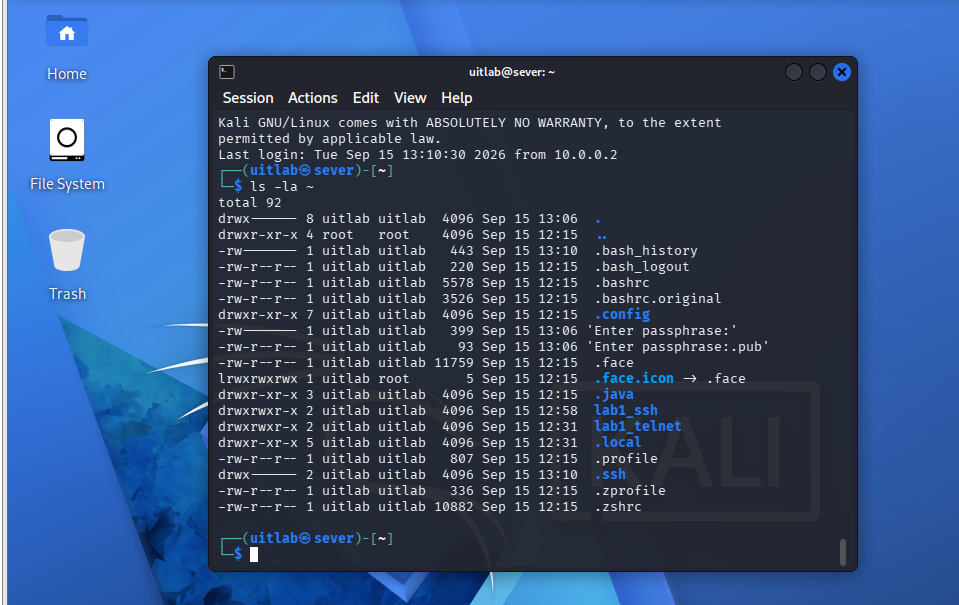 Home
File System
Trash
uitlab@sever: ~
Session Actions Edit View Help
Kali GNU/Linux comes with ABSOLUTELY NO WARRANTY, to the extent
permitted by applicable law.
Last login: Tue Sep 15 13:10:30 2026 from 10.0.0.2
┌──(uitlab㉿sever)-[~]
└─$ ls -la ~
total 92
drwx------ 8 uitlab uitlab  4096 Sep 15 13:06  .
drwxr-xr-x 4 root   root    4096 Sep 15 12:15  ..
-rw------- 1 uitlab uitlab   443 Sep 15 13:10  .bash_history
-rw-r--r-- 1 uitlab uitlab   220 Sep 15 12:15  .bash_logout
-rw-r--r-- 1 uitlab uitlab  5578 Sep 15 12:15  .bashrc
-rw-r--r-- 1 uitlab uitlab  3526 Sep 15 12:15  .bashrc.original
drwxr-xr-x 7 uitlab uitlab  4096 Sep 15 12:15  .config
-rw------- 1 uitlab uitlab   399 Sep 15 13:06 'Enter passphrase:'
-rw-r--r-- 1 uitlab uitlab    93 Sep 15 13:06 'Enter passphrase:.pub'
-rw-r--r-- 1 uitlab uitlab 11759 Sep 15 12:15  .face
lrwxrwxrwx 1 uitlab root       5 Sep 15 12:15  .face.icon -> .face
drwxr-xr-x 3 uitlab uitlab  4096 Sep 15 12:15  .java
drwxrwxr-x 2 uitlab uitlab  4096 Sep 15 12:58  lab1_ssh
drwxrwxr-x 2 uitlab uitlab  4096 Sep 15 12:31  lab1_telnet
drwxr-xr-x 5 uitlab uitlab  4096 Sep 15 12:31  .local
-rw-r--r-- 1 uitlab uitlab   807 Sep 15 12:15  .profile
drwx------ 2 uitlab uitlab  4096 Sep 15 13:10  .ssh
-rw-r--r-- 1 uitlab uitlab   336 Sep 15 12:15  .zprofile
-rw-r--r-- 1 uitlab uitlab 10882 Sep 15 12:15  .zshrc
┌──(uitlab㉿sever)-[~]
└─$
KALI